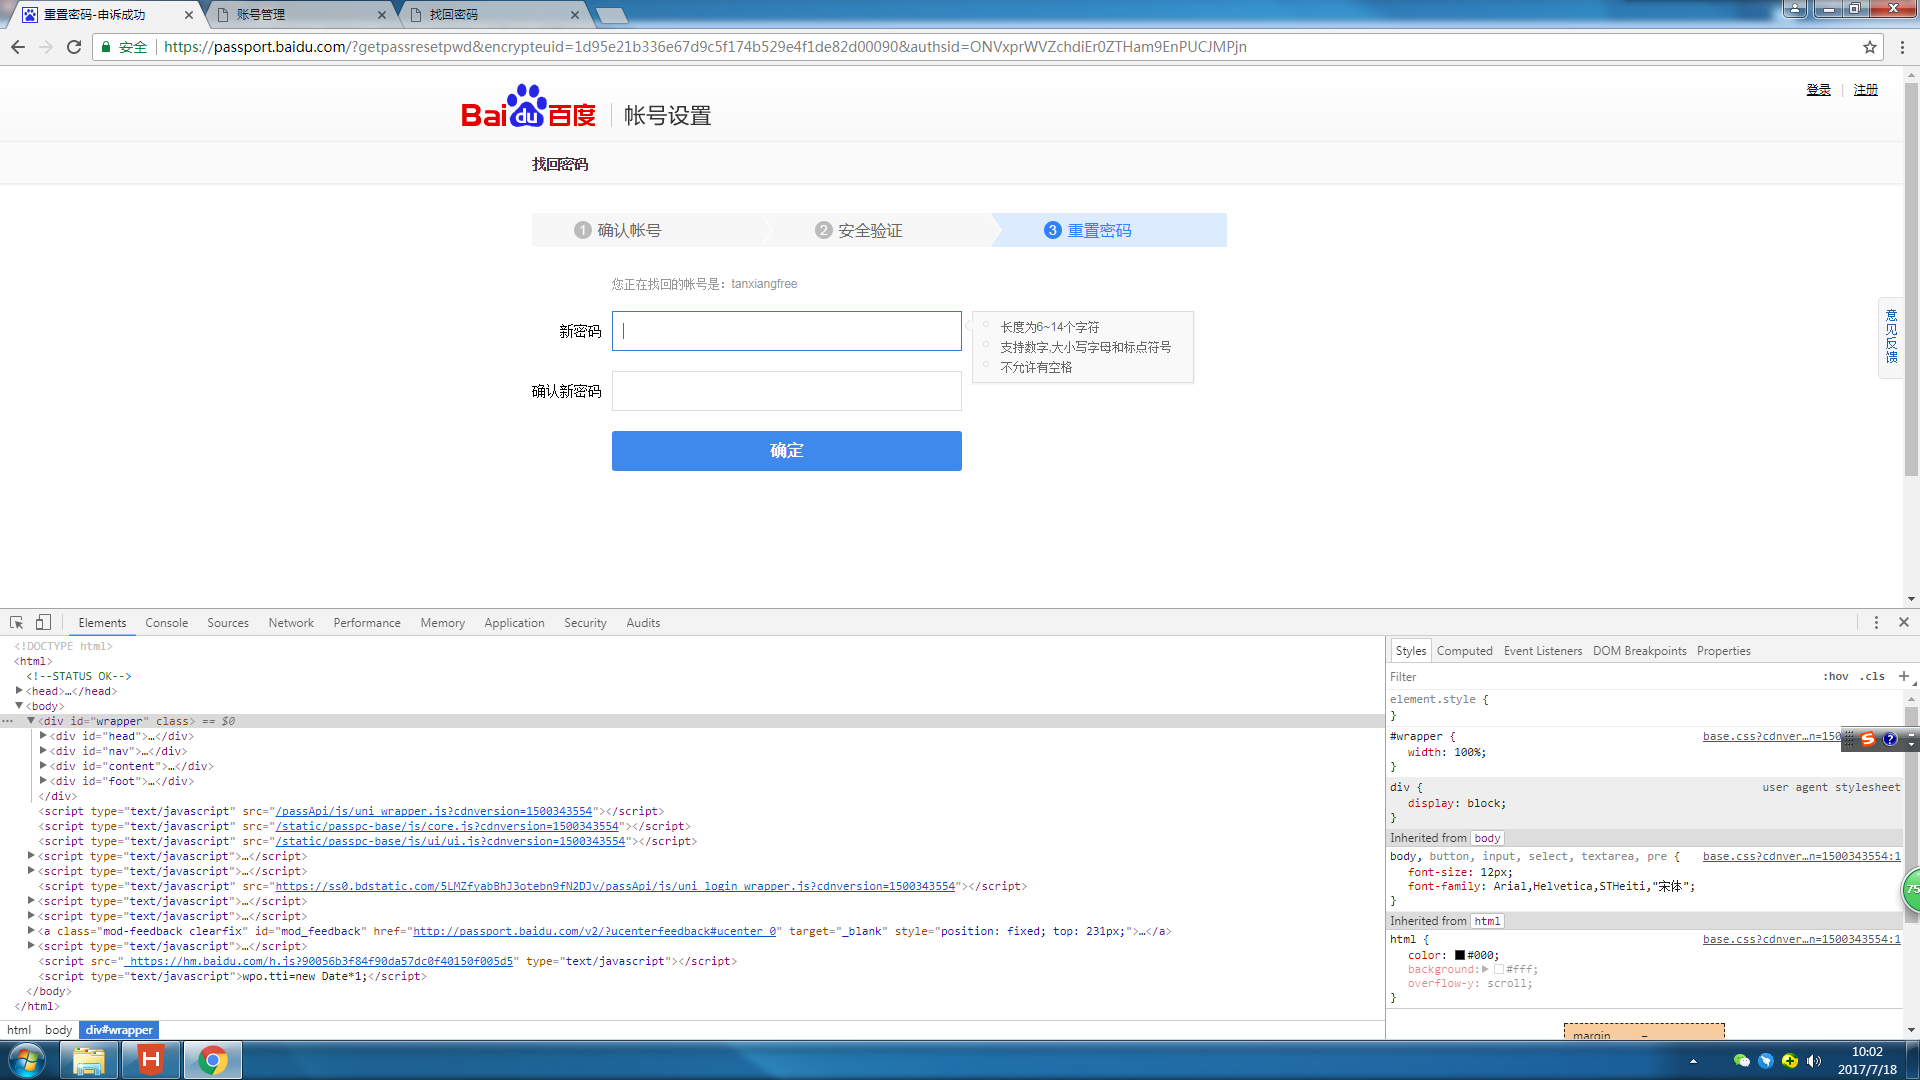 重置密码-申诉成功
账号管理
找回密码
安全
https://passport.baidu.com/?getpassresetpwd&encrypteuid=1d95e21b336e67d9c5f174b529e4f1de82d00090&authsid=ONVxprWVZchdiEr0ZTHam9EnPUCJMPjn
登录
注册
Bai du 百度
帐号设置
找回密码
1 确认帐号
2 安全验证
3 重置密码
您正在找回的帐号是：tanxiangfree
新密码
长度为6~14个字符
支持数字,大小写字母和标点符号
不允许有空格
确认新密码
确定
意见反馈
Elements Console Sources Network Performance Memory Application Security Audits
<!DOCTYPE html>
<html>
<!--STATUS OK-->
<head>…</head>
<body>
<div id="wrapper" class> == $0
<div id="head">…</div>
<div id="nav">…</div>
<div id="content">…</div>
<div id="foot">…</div>
</div>
<script type="text/javascript" src="/passApi/js/uni_wrapper.js?cdnversion=1500343554"></script>
<script type="text/javascript" src="/static/passpc-base/js/core.js?cdnversion=1500343554"></script>
<script type="text/javascript" src="/static/passpc-base/js/ui/ui.js?cdnversion=1500343554"></script>
<script type="text/javascript">…</script>
<script type="text/javascript">…</script>
<script type="text/javascript" src="https://ss0.bdstatic.com/5LMZfyabBhJ3otebn9fN2DJv/passApi/js/uni_login_wrapper.js?cdnversion=1500343554"></script>
<script type="text/javascript">…</script>
<script type="text/javascript">…</script>
<a class="mod-feedback clearfix" id="mod_feedback" href="http://passport.baidu.com/v2/?ucenterfeedback#ucenter_0" target="_blank" style="position: fixed; top: 231px;">…</a>
<script type="text/javascript">…</script>
<script src=" https://hm.baidu.com/h.js?90056b3f84f90da57dc0f40150f005d5" type="text/javascript"></script>
<script type="text/javascript">wpo.tti=new Date*1;</script>
</body>
</html>
html body div#wrapper
Styles Computed Event Listeners DOM Breakpoints Properties
Filter
:hov .cls +
element.style {
}
#wrapper {
base.css?cdnver…n=150
width: 100%;
}
div {
user agent stylesheet
display: block;
}
Inherited from body
body, button, input, select, textarea, pre {
base.css?cdnver…n=1500343554:1
font-size: 12px;
font-family: Arial,Helvetica,STHeiti,"宋体";
}
Inherited from html
html {
base.css?cdnver…n=1500343554:1
color: #000;
background: #fff;
overflow-y: scroll;
}
margin –
75
10:02
2017/7/18